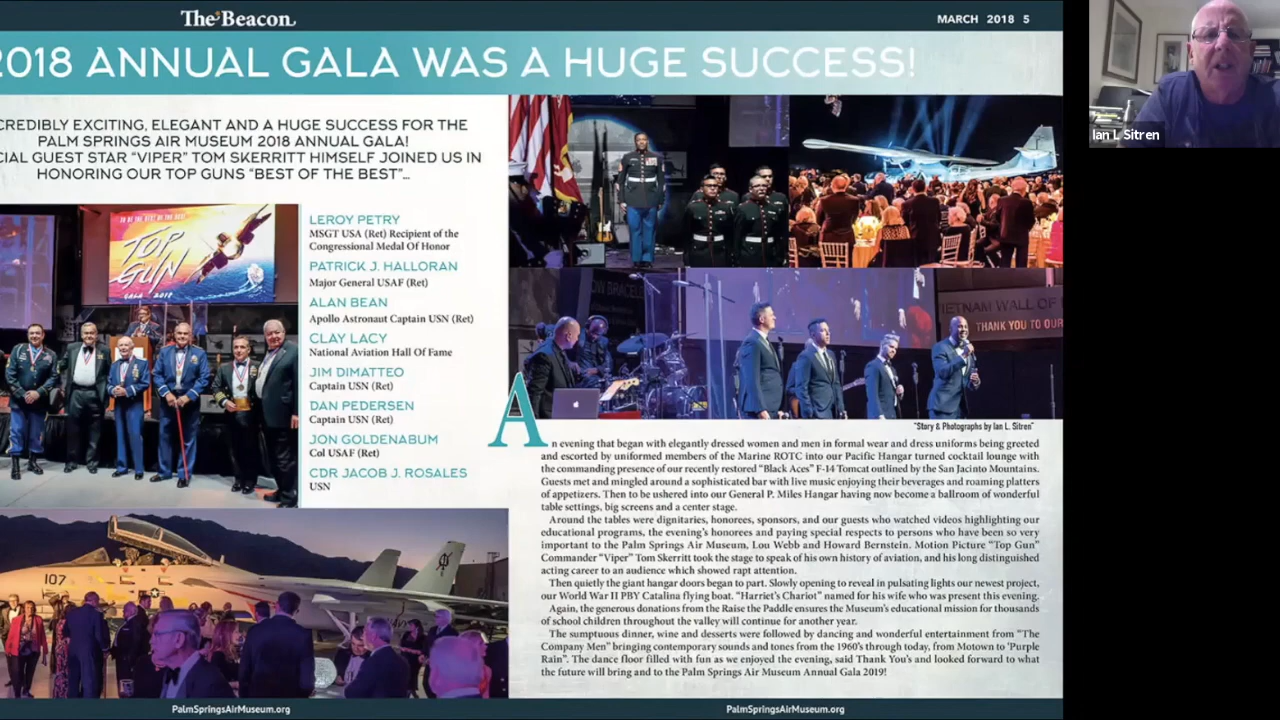 The Beacon
MARCH 2018 5
2018 ANNUAL GALA WAS A HUGE SUCCESS!
CREDIBLY EXCITING, ELEGANT AND A HUGE SUCCESS FOR THE
PALM SPRINGS AIR MUSEUM 2018 ANNUAL GALA!
CIAL GUEST STAR "VIPER" TOM SKERRITT HIMSELF JOINED US IN
HONORING OUR TOP GUNS "BEST OF THE BEST"...
TOP
GUN
GALA 2018
LEROY PETRY
MSGT USA (Ret) Recipient of the
Congressional Medal Of Honor
PATRICK J. HALLORAN
Major General USAF (Ret)
ALAN BEAN
Apollo Astronaut Captain USN (Ret)
CLAY LACY
National Aviation Hall Of Fame
JIM DIMATTEO
Captain USN (Ret)
DAN PEDERSEN
Captain USN (Ret)
JON GOLDENABUM
Col USAF (Ret)
CDR JACOB J. ROSALES
USN
107
OW BRACELE
IETNAM WALL OF
THANK YOU TO OUR
"Story & Photographs by Ian L. Sitren"
An evening that began with elegantly dressed women and men in formal wear and dress uniforms being greeted
and escorted by uniformed members of the Marine ROTC into our Pacific Hangar turned cocktail lounge with
the commanding presence of our recently restored "Black Aces" F-14 Tomcat outlined by the San Jacinto Mountains.
Guests met and mingled around a sophisticated bar with live music enjoying their beverages and roaming platters
of appetizers. Then to be ushered into our General P. Miles Hangar having now become a ballroom of wonderful
table settings, big screens and a center stage.
Around the tables were dignitaries, honorees, sponsors, and our guests who watched videos highlighting our
educational programs, the evening's honorees and paying special respects to persons who have been so very
important to the Palm Springs Air Museum, Lou Webb and Howard Bernstein. Motion Picture "Top Gun"
Commander "Viper" Tom Skerritt took the stage to speak of his own history of aviation, and his long distinguished
acting career to an audience which showed rapt attention.
Then quietly the giant hangar doors began to part. Slowly opening to reveal in pulsating lights our newest project,
our World War II PBY Catalina flying boat. "Harriet's Chariot" named for his wife who was present this evening.
Again, the generous donations from the Raise the Paddle ensures the Museum's educational mission for thousands
of school children throughout the valley will continue for another year.
The sumptuous dinner, wine and desserts were followed by dancing and wonderful entertainment from "The
Company Men" bringing contemporary sounds and tones from the 1960's through today, from Motown to 'Purple
Rain". The dance floor filled with fun as we enjoyed the evening, said Thank You's and looked forward to what
the future will bring and to the Palm Springs Air Museum Annual Gala 2019!
PalmSpringsAirMuseum.org
PalmSpringsAirMuseum.org
Ian L Sitren